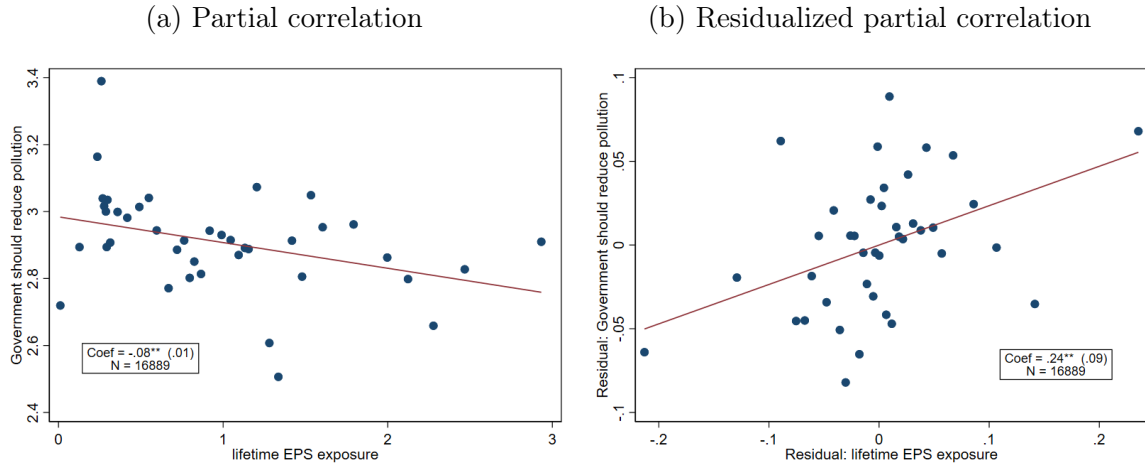 (a) Partial correlation
Government should reduce pollution
3.4
3.2
3
2.8
2.6
2.4
Coef = -.08** (.01)
N = 16889
0
1
2
3
lifetime EPS exposure
(b) Residualized partial correlation
Residual: Government should reduce pollution
.1
.05
0
-.05
-.1
Coef = .24** (.09)
N = 16889
-.2
-.1
0
.1
.2
Residual: lifetime EPS exposure